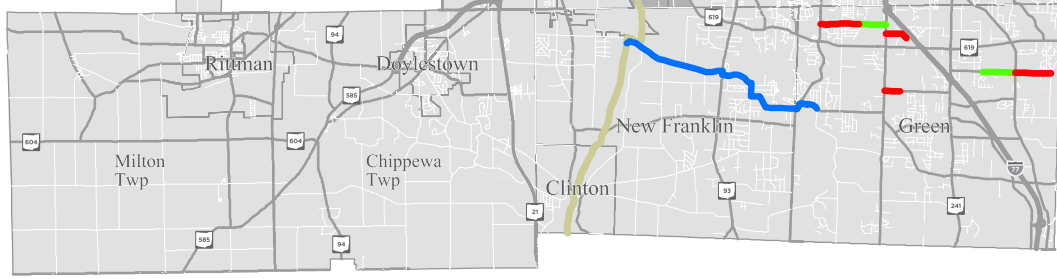 619
94
619
Rittman
Doylestown
585
New Franklin
Green
604
604
Milton
Twp
Chippewa
Twp
77
Clinton
93
241
21
585
94